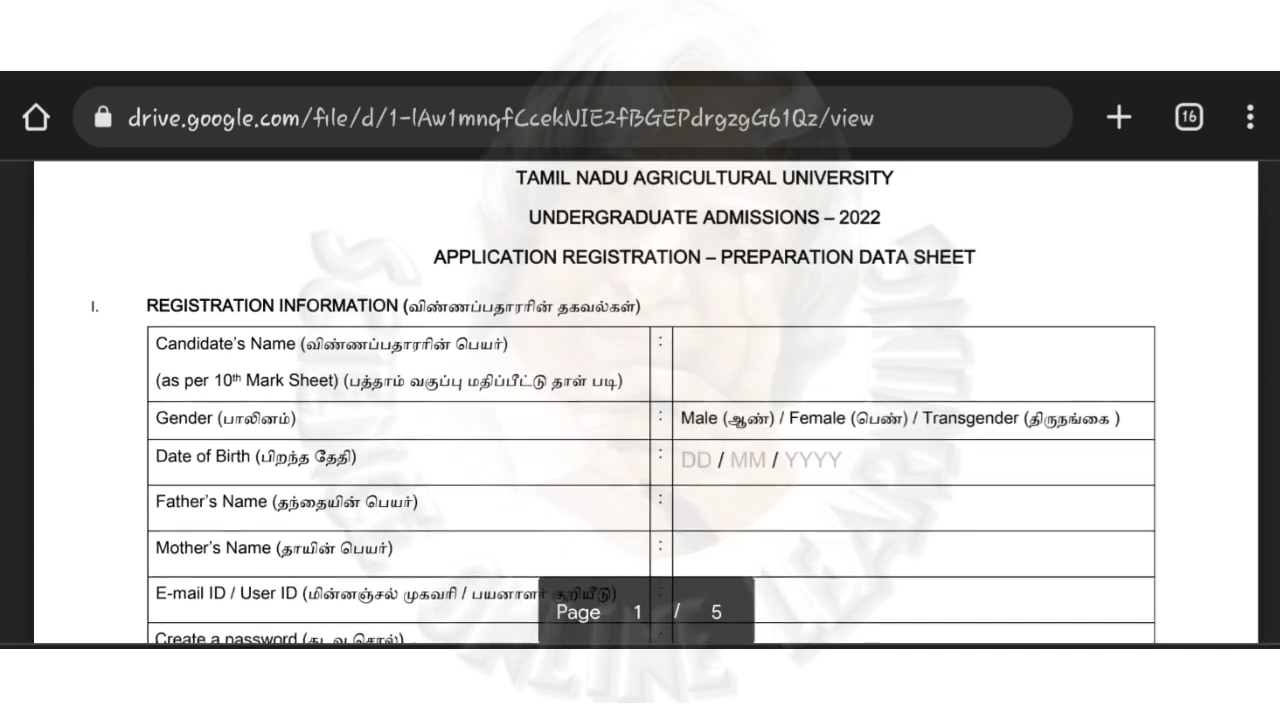 drive.google.com/file/d/1-lAw1mnqfCcekNIE2fBGEPdrgzgG61Qz/view
16
TAMIL NADU AGRICULTURAL UNIVERSITY
UNDERGRADUATE ADMISSIONS – 2022
APPLICATION REGISTRATION – PREPARATION DATA SHEET
I. REGISTRATION INFORMATION (விண்ணப்பதாரரின் தகவல்கள்)
Candidate's Name (விண்ணப்பதாரரின் பெயர்) :
(as per 10th Mark Sheet) (பத்தாம் வகுப்பு மதிப்பீட்டு தாள் படி)
Gender (பாலினம்) : Male (ஆண்) / Female (பெண்) / Transgender (திருநங்கை )
Date of Birth (பிறந்த தேதி) : DD / MM / YYYY
Father's Name (தந்தையின் பெயர்) :
Mother's Name (தாயின் பெயர்) :
E-mail ID / User ID (மின்னஞ்சல் முகவரி / பயனாளர் குறியீடு) :
Page 1 / 5
Create a password (கடவு சொல்) :
ONLINE LEARNING